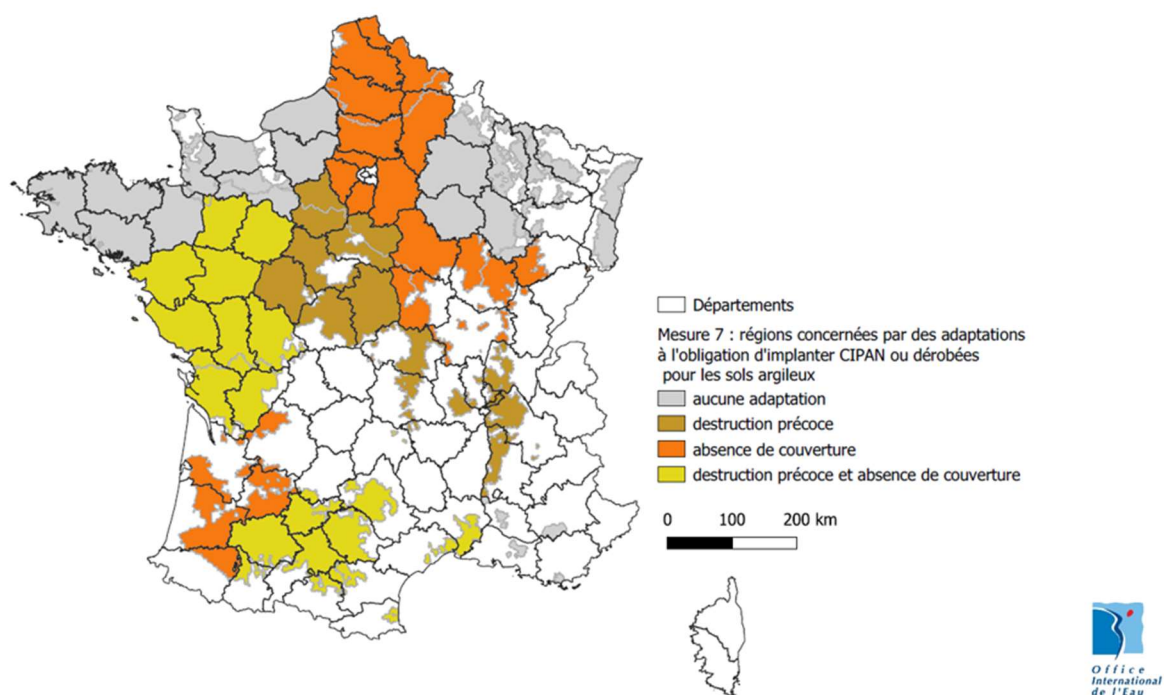 Départements
Mesure 7 : régions concernées par des adaptations
à l'obligation d'implanter CIPAN ou dérobées
pour les sols argileux
aucune adaptation
destruction précoce
absence de couverture
destruction précoce et absence de couverture
0 100 200 km
Office
International
de l'Eau